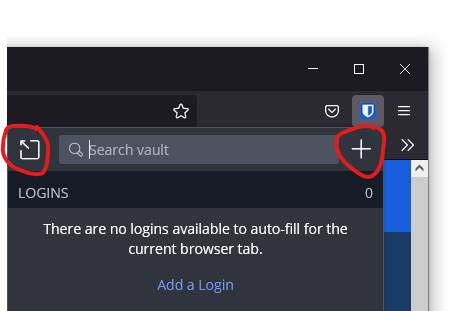 Search vault
LOGINS 0
There are no logins available to auto-fill for the
current browser tab.
Add a Login